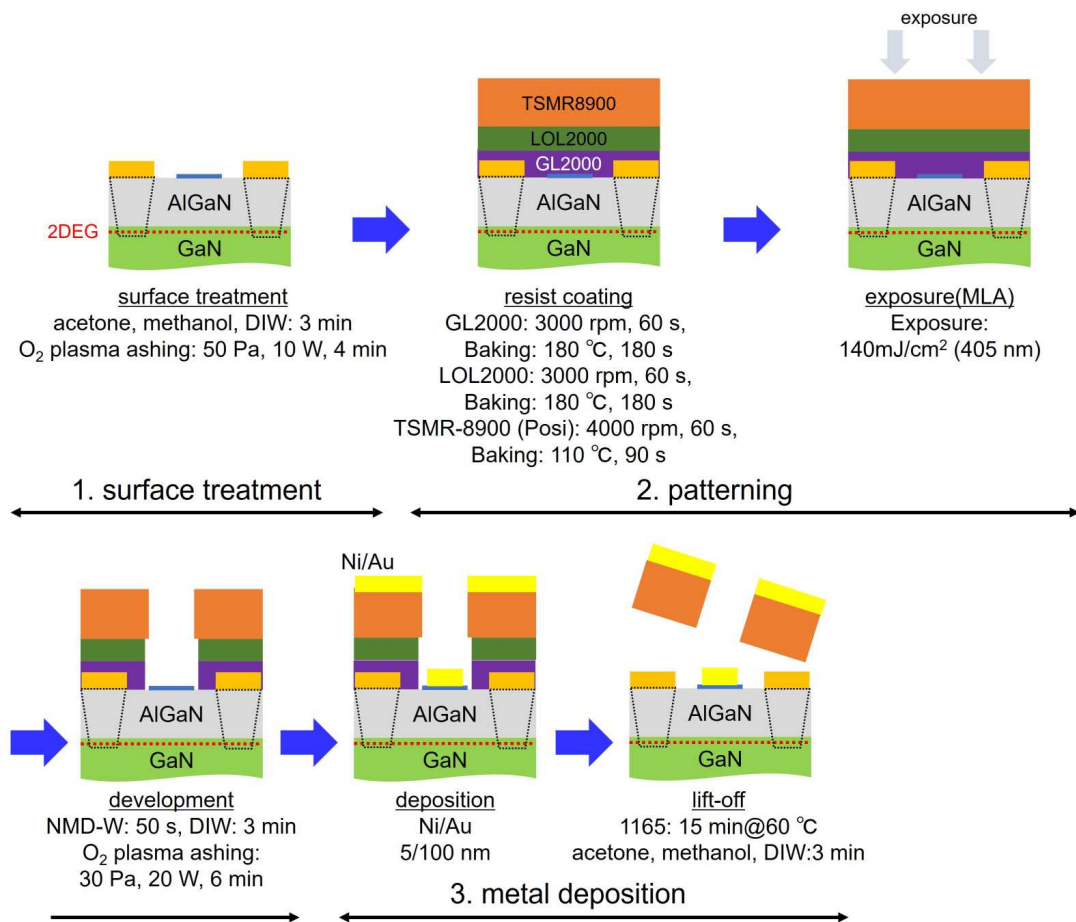 exposure
TSMR8900
LOL2000
GL2000
AlGaN
2DEG
GaN
AlGaN
GaN
AlGaN
GaN
surface treatment
acetone, methanol, DIW: 3 min
O₂ plasma ashing: 50 Pa, 10 W, 4 min
resist coating
GL2000: 3000 rpm, 60 s,
Baking: 180 ℃, 180 s
LOL2000: 3000 rpm, 60 s,
Baking: 180 ℃, 180 s
TSMR-8900 (Posi): 4000 rpm, 60 s,
Baking: 110 ℃, 90 s
exposure(MLA)
Exposure:
140mJ/cm² (405 nm)
1. surface treatment
2. patterning
Ni/Au
AlGaN
GaN
AlGaN
GaN
AlGaN
GaN
development
NMD-W: 50 s, DIW: 3 min
O₂ plasma ashing:
30 Pa, 20 W, 6 min
deposition
Ni/Au
5/100 nm
lift-off
1165: 15 min@60 ℃
acetone, methanol, DIW:3 min
3. metal deposition